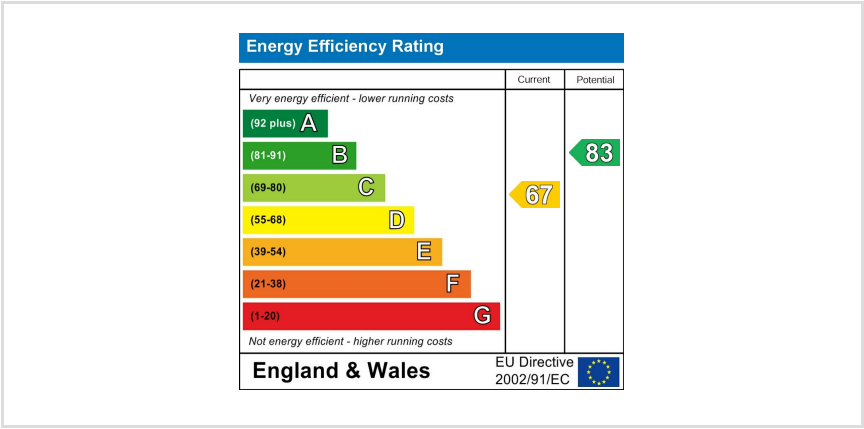 Energy Efficiency Rating
Current Potential
Very energy efficient - lower running costs
(92 plus) A
(81-91) B
83
(69-80) C
67
(55-68) D
(39-54) E
(21-38) F
(1-20) G
Not energy efficient - higher running costs
England & Wales
EU Directive
2002/91/EC